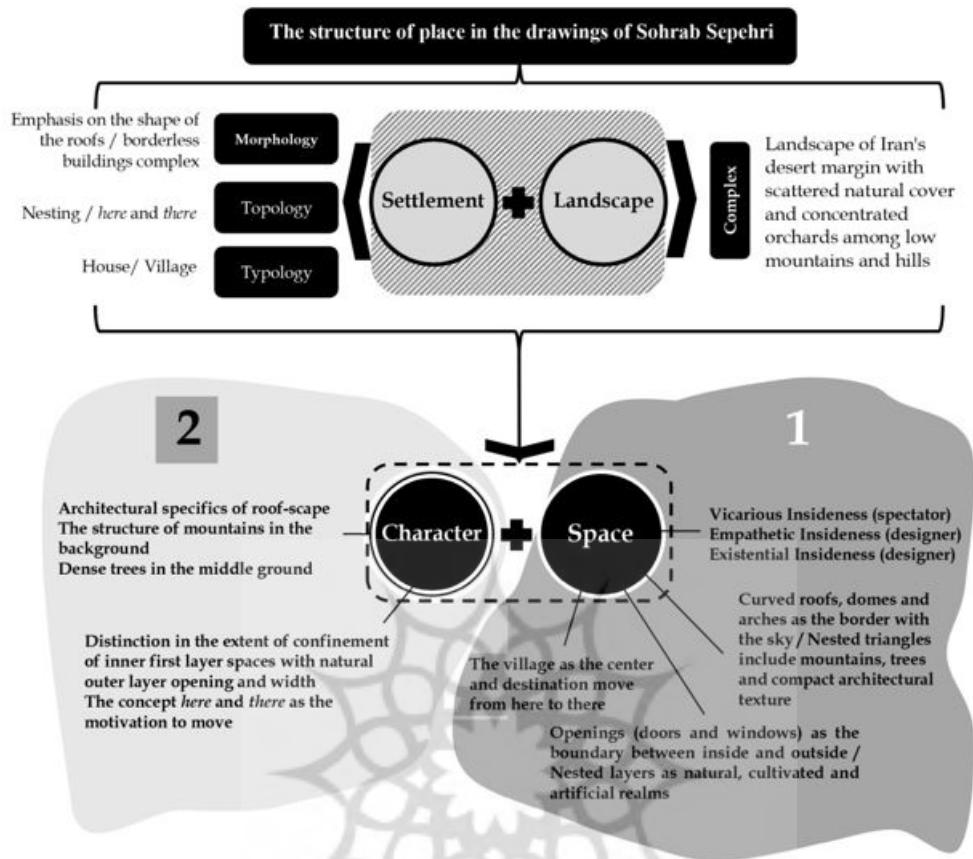 The structure of place in the drawings of Sohrab Sepehri
Emphasis on the shape of
the roofs / borderless
buildings complex
Morphology
Nesting / here and there
Topology
House/ Village
Typology
Settlement
Landscape
Complex
Landscape of Iran's
desert margin with
scattered natural cover
and concentrated
orchards among low
mountains and hills
2
1
Architectural specifics of roof-scape
The structure of mountains in the
background
Dense trees in the middle ground
Character
Space
Vicarious Insideness (spectator)
Empathetic Insideness (designer)
Existential Insideness (designer)
Distinction in the extent of confinement
of inner first layer spaces with natural
outer layer opening and width
The concept here and there as the
motivation to move
The village as the center
and destination move
from here to there
Curved roofs, domes and
arches as the border with
the sky / Nested triangles
include mountains, trees
and compact architectural
texture
Openings (doors and windows) as the
boundary between inside and outside /
Nested layers as natural, cultivated and
artificial realms